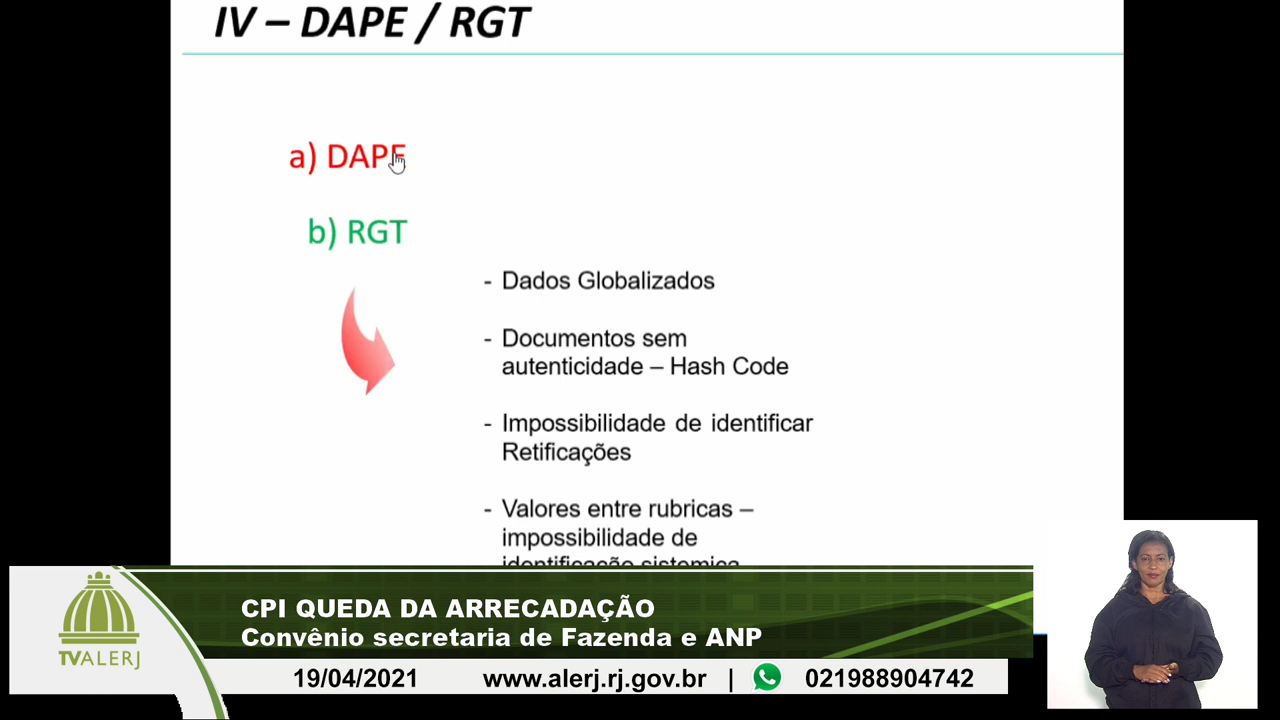 IV – DAPE / RGT
a) DAPE
b) RGT
- Dados Globalizados
- Documentos sem
autenticidade – Hash Code
- Impossibilidade de identificar
Retificações
- Valores entre rubricas –
impossibilidade de
identificação sistemica
CPI QUEDA DA ARRECADAÇÃO
Convênio secretaria de Fazenda e ANP
TVALERJ
19/04/2021 www.alerj.rj.gov.br | 021988904742